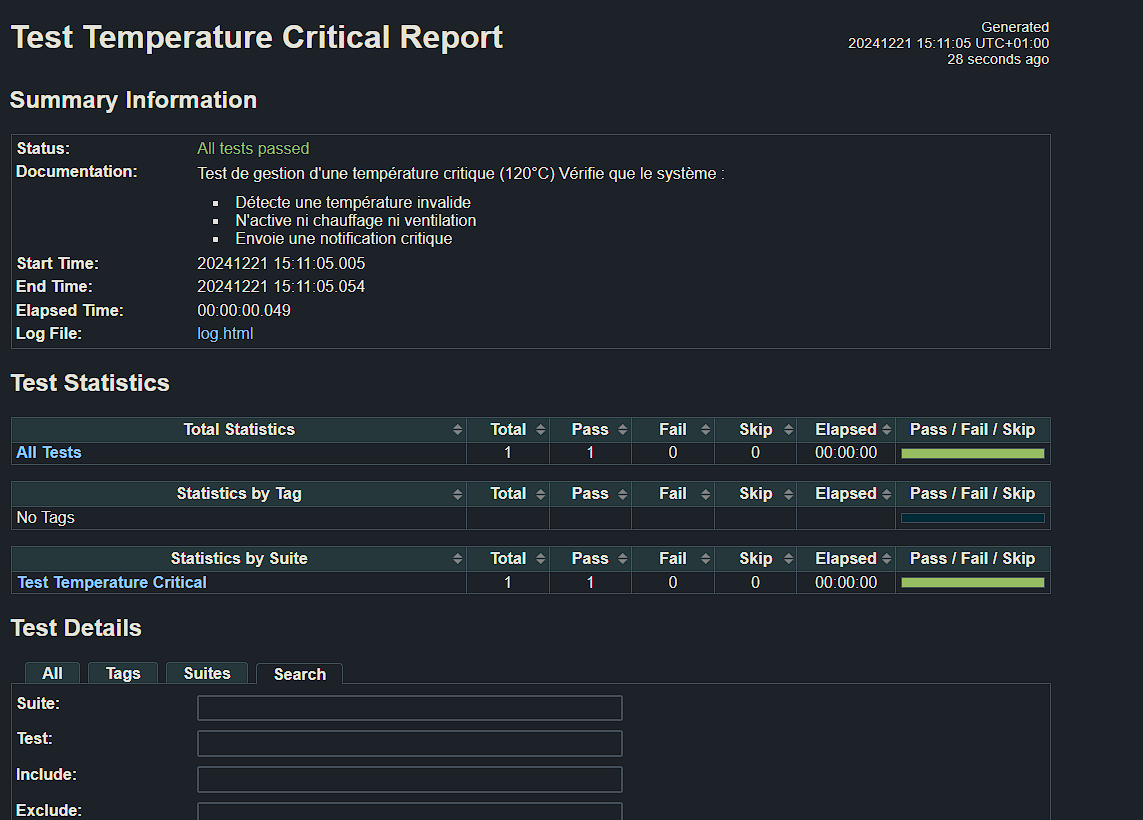 Test Temperature Critical Report
Generated
20241221 15:11:05 UTC+01:00
28 seconds ago
Summary Information
Status: All tests passed
Documentation: Test de gestion d'une température critique (120°C) Vérifie que le système :
Détecte une température invalide
N'active ni chauffage ni ventilation
Envoie une notification critique
Start Time: 20241221 15:11:05.005
End Time: 20241221 15:11:05.054
Elapsed Time: 00:00:00.049
Log File: log.html
Test Statistics
Total Statistics Total Pass Fail Skip Elapsed Pass / Fail / Skip
All Tests 1 1 0 0 00:00:00
Statistics by Tag Total Pass Fail Skip Elapsed Pass / Fail / Skip
No Tags
Statistics by Suite Total Pass Fail Skip Elapsed Pass / Fail / Skip
Test Temperature Critical 1 1 0 0 00:00:00
Test Details
All Tags Suites Search
Suite:
Test:
Include:
Exclude: